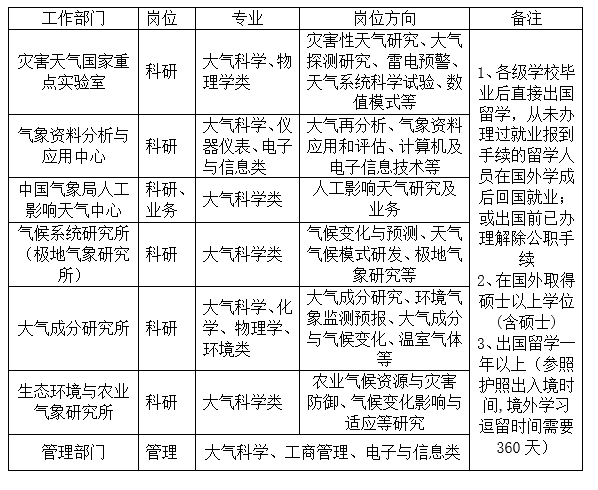 工作部门
岗位
专业
岗位方向
备注
灾害天气国家重
点实验室
科研
大气科学、物
理学类
灾害性天气研究、大气
探测研究、雷电预警、
天气系统科学试验、数
值模式等
气象资料分析与
应用中心
科研
大气科学、仪
器仪表、电子
与信息类
大气再分析、气象资料
应用和评估、计算机及
电子信息技术等
中国气象局人工
影响天气中心
科研、
业务
大气科学类
人工影响天气研究及
业务
气候系统研究所
（极地气象研究
所）
科研
大气科学类
气候变化与预测、天气
气候模式研发、极地气
象研究等
大气成分研究所
科研
大气科学、化
学、物理学、
环境类
大气成分研究、环境气
象监测预报、大气成分
与气候变化、温室气体
等
生态环境与农业
气象研究所
科研
大气科学类
农业气候资源与灾害
防御、气候变化影响与
适应等研究
管理部门
管理
大气科学、工商管理、电子与信息类
1、各级学校毕
业后直接出国
留学，从未办
理过就业报到
手续的留学人
员在国外学成
后回国就业；
或出国前已办
理解除公职手
续
2、在国外取得
硕士以上学位
(含硕士)
3、出国留学一
年以上（参照
护照出入境时
间,境外学习
逗留时间需要
360天）